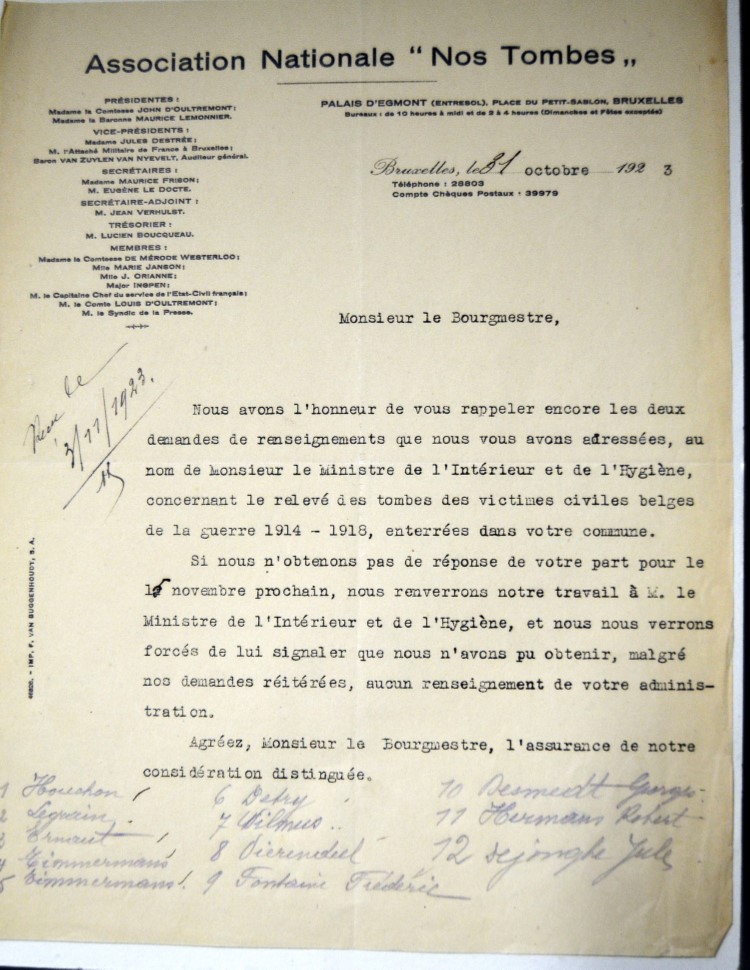 Association Nationale “ Nos Tombes „
PRÉSIDENTES :
Madame la Comtesse JOHN D'OULTREMONT;
Madame la Baronne MAURICE LEMONNIER.
VICE-PRÉSIDENTS :
Madame JULES DESTRÉE;
M. l'Attaché Militaire de France à Bruxelles;
Baron VAN ZUYLEN VAN NYEVELT, Auditeur général.
SECRÉTAIRES :
Madame MAURICE FRISON;
M. EUGÈNE LE DOCTE.
SECRÉTAIRE-ADJOINT :
M. JEAN VERHULST.
TRÉSORIER :
M. LUCIEN BOUCQUEAU.
MEMBRES :
Madame la Comtesse DE MÉRODE WESTERLOO;
Mlle MARIE JANSON;
Mlle J. ORIANNE;
Major INGPEN;
M. le Capitaine Chef du service de l'Etat-Civil français;
M. le Comte LOUIS D'OULTREMONT;
M. le Syndic de la Presse.
PALAIS D'EGMONT (ENTRESOL), PLACE DU PETIT-SABLON, BRUXELLES
Bureaux : de 10 heures à midi et de 2 à 4 heures (Dimanches et Fêtes exceptés)
Bruxelles, le 31 octobre 1923
Téléphone : 28803
Compte Chèques Postaux : 39979
Monsieur le Bourgmestre,
3/11/1923.
Nous avons l'honneur de vous rappeler encore les deux
demandes de renseignements que nous vous avons adressées, au
nom de Monsieur le Ministre de l'Intérieur et de l'Hygiène,
concernant le relevé des tombes des victimes civiles belges
de la guerre 1914 - 1918, enterrées dans votre commune.
Si nous n'obtenons pas de réponse de votre part pour le
15 novembre prochain, nous renverrons notre travail à M. le
Ministre de l'Intérieur et de l'Hygiène, et nous nous verrons
forcés de lui signaler que nous n'avons pu obtenir, malgré
nos demandes réitérées, aucun renseignement de votre adminis-
tration.
Agréez, Monsieur le Bourgmestre, l'assurance de notre
considération distinguée.
46826. - IMP. F. VAN BUGGENHOUDT, S. A.
1 Houchon
2 Legrain
3 Ernaut
4 Timmermans
5 Timmermans
6 Detry
7 Wilmus
8 Dierendeel
9 Fontaine Frédéric
10 Desmedt Georges
11 Hermans Robert
12 Dejonghe Jules